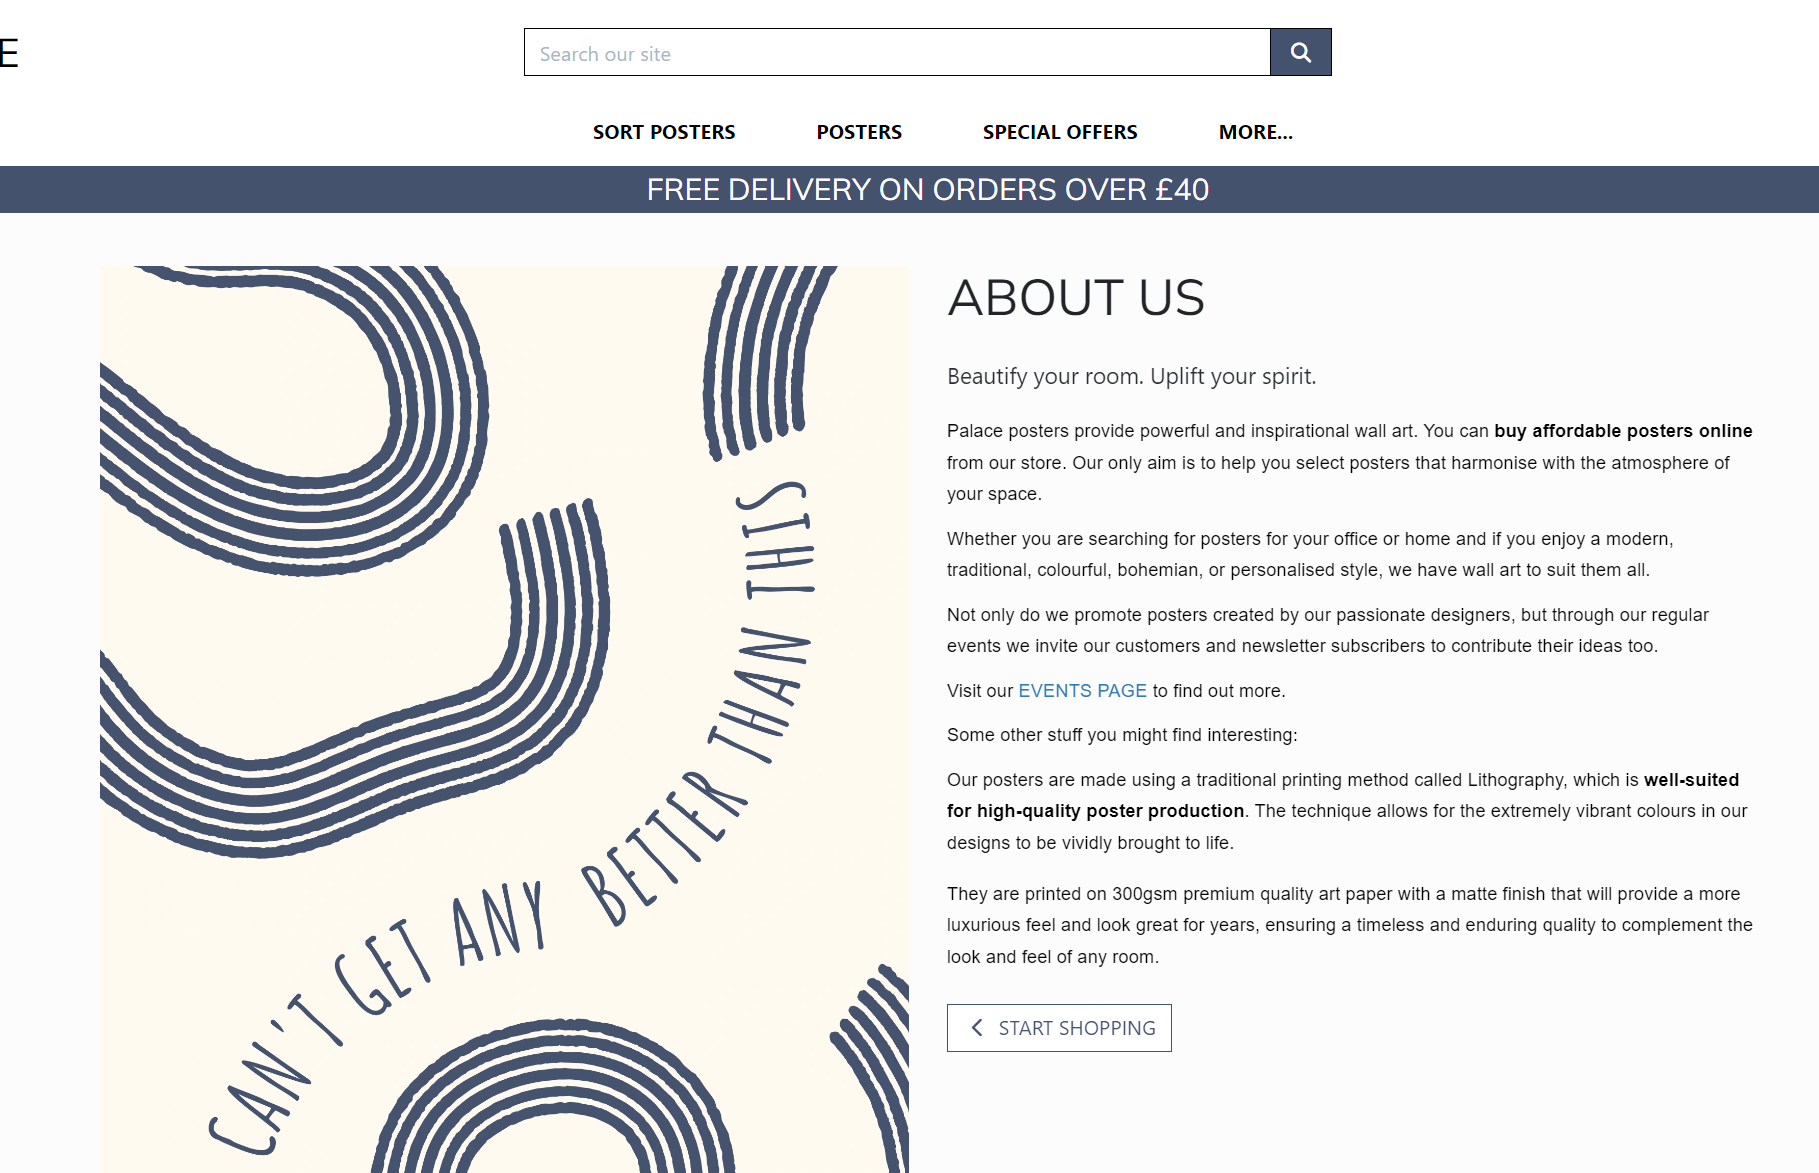 E
Search our site
SORT POSTERS
POSTERS
SPECIAL OFFERS
MORE...
FREE DELIVERY ON ORDERS OVER £40
CAN'T GET ANY BETTER THAN THIS
ABOUT US
Beautify your room. Uplift your spirit.
Palace posters provide powerful and inspirational wall art. You can buy affordable posters online
from our store. Our only aim is to help you select posters that harmonise with the atmosphere of
your space.
Whether you are searching for posters for your office or home and if you enjoy a modern,
traditional, colourful, bohemian, or personalised style, we have wall art to suit them all.
Not only do we promote posters created by our passionate designers, but through our regular
events we invite our customers and newsletter subscribers to contribute their ideas too.
Visit our EVENTS PAGE to find out more.
Some other stuff you might find interesting:
Our posters are made using a traditional printing method called Lithography, which is well-suited
for high-quality poster production. The technique allows for the extremely vibrant colours in our
designs to be vividly brought to life.
They are printed on 300gsm premium quality art paper with a matte finish that will provide a more
luxurious feel and look great for years, ensuring a timeless and enduring quality to complement the
look and feel of any room.
START SHOPPING